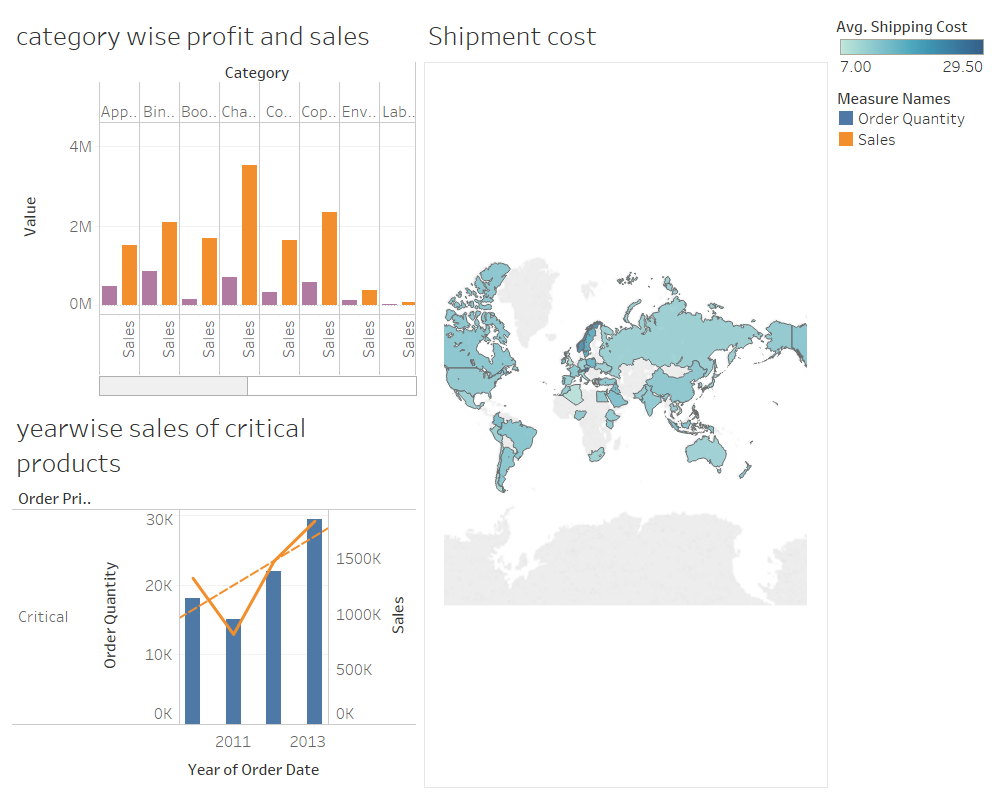 category wise profit and sales
Category
App.. Bin.. Boo.. Cha.. Co.. Cop.. Env.. Lab..
4M
2M
0M
Value
Sales Sales Sales Sales Sales Sales Sales Sales
yearwise sales of critical
products
Order Pri..
Critical
30K
20K
10K
0K
Order Quantity
1500K
1000K
500K
0K
Sales
2011 2013
Year of Order Date
Shipment cost
Avg. Shipping Cost
7.00 29.50
Measure Names
Order Quantity
Sales